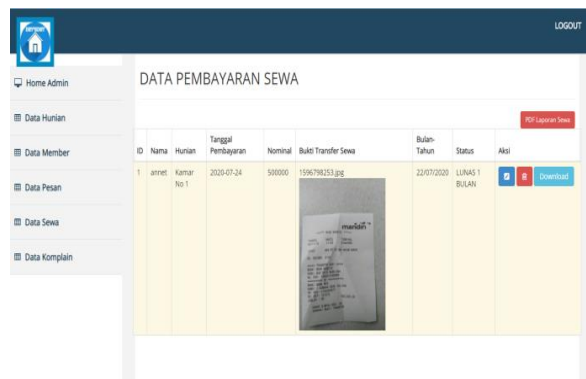 LOGOUT
Home Admin
Data Hunian
Data Member
Data Pesan
Data Sewa
Data Komplain
DATA PEMBAYARAN SEWA
PDF Laporan Sewa
ID Nama Hunian Tanggal Pembayaran Nominal Bukti Transfer Sewa Bulan-Tahun Status Aksi
1 annet Kamar No 1 2020-07-24 500000 1596798253.jpg 22/07/2020 LUNAS 1 BULAN Download
mandiri